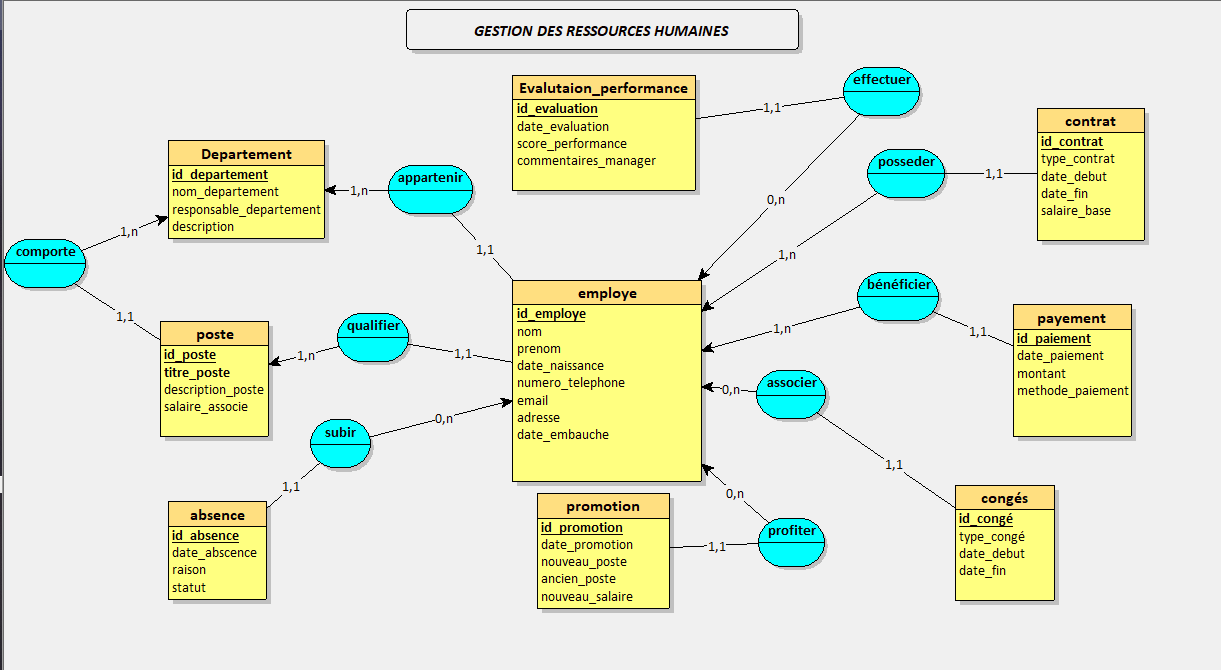 GESTION DES RESSOURCES HUMAINES
effectuer
Evalutaion_performance
id_evaluation
date_evaluation
score_performance
commentaires_manager
1,1
contrat
id_contrat
type_contrat
date_debut
date_fin
salaire_base
posseder
1,1
Departement
id_departement
nom_departement
responsable_departement
description
appartenir
1,n
0,n
1,n
comporte
1,1
1,n
1,1
employe
id_employe
nom
prenom
date_naissance
numero_telephone
email
adresse
date_embauche
bénéficier
1,n
1,1
payement
id_paiement
date_paiement
montant
methode_paiement
poste
id_poste
titre_poste
description_poste
salaire_associe
qualifier
1,n
1,1
associer
0,n
1,1
subir
0,n
1,1
absence
id_absence
date_abscence
raison
statut
promotion
id_promotion
date_promotion
nouveau_poste
ancien_poste
nouveau_salaire
0,n
profiter
1,1
congés
id_congé
type_congé
date_debut
date_fin